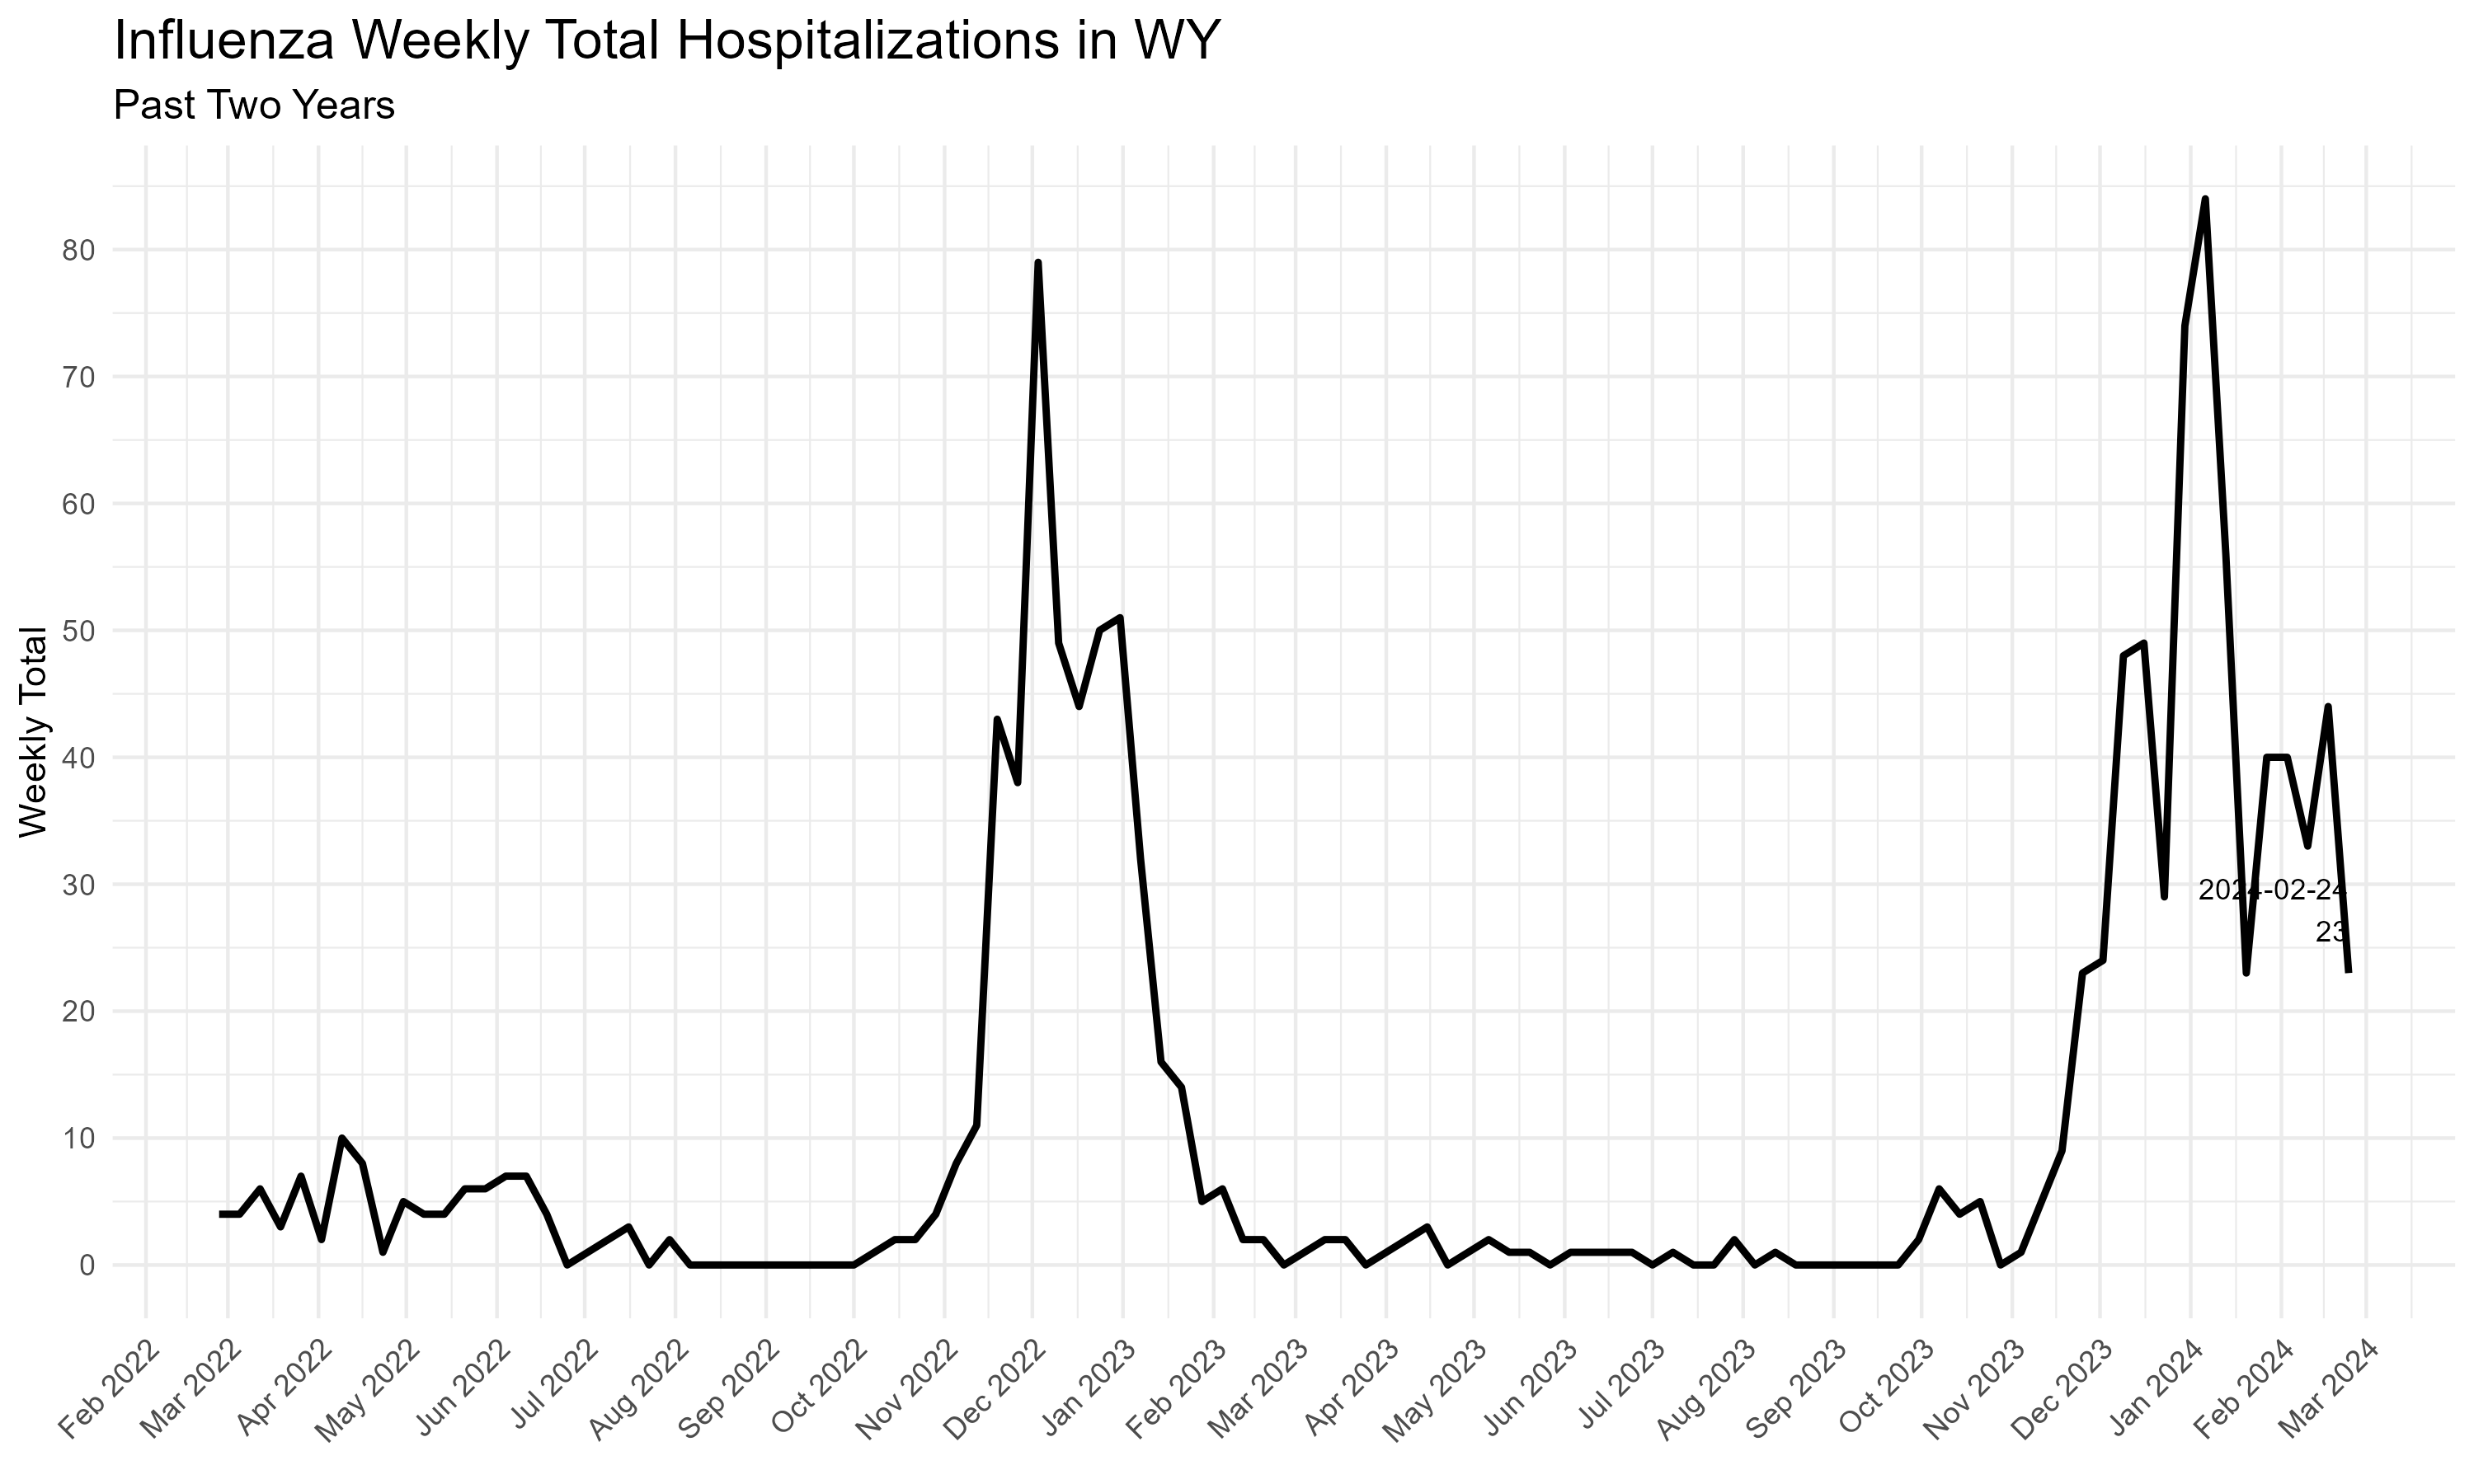 Influenza Weekly Total Hospitalizations in WY
Past Two Years
Weekly Total
80
70
60
50
40
30
20
10
0
2024-02-24
23
Feb 2022
Mar 2022
Apr 2022
May 2022
Jun 2022
Jul 2022
Aug 2022
Sep 2022
Oct 2022
Nov 2022
Dec 2022
Jan 2023
Feb 2023
Mar 2023
Apr 2023
May 2023
Jun 2023
Jul 2023
Aug 2023
Sep 2023
Oct 2023
Nov 2023
Dec 2023
Jan 2024
Feb 2024
Mar 2024